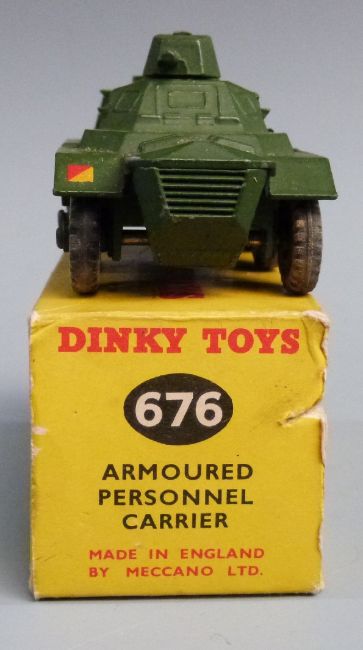 DINKY TOYS
676
ARMOURED
PERSONNEL
CARRIER
MADE IN ENGLAND
BY MECCANO LTD.